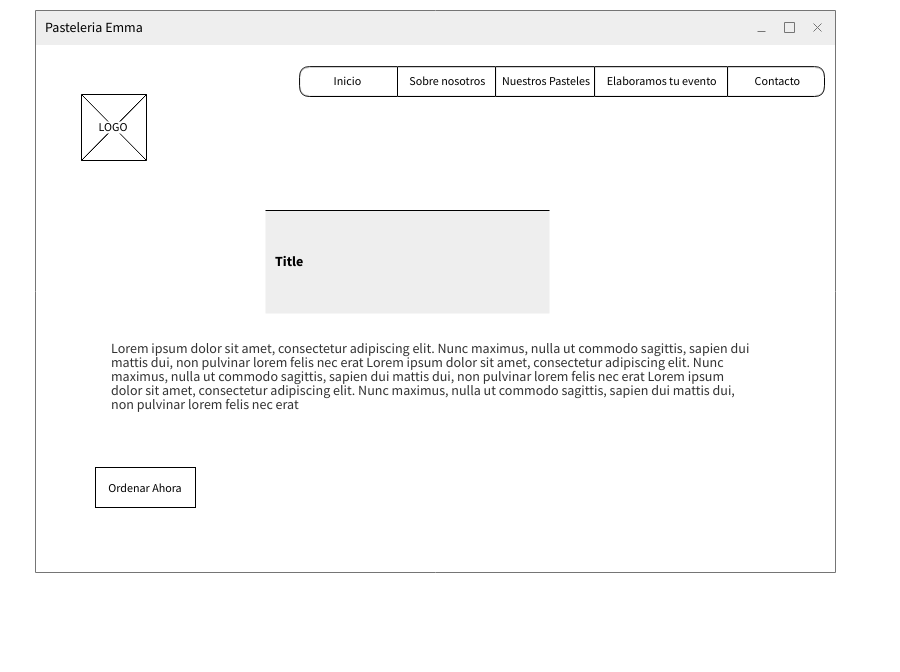 Pasteleria Emma
Inicio Sobre nosotros Nuestros Pasteles Elaboramos tu evento Contacto
LOGO
Title
Lorem ipsum dolor sit amet, consectetur adipiscing elit. Nunc maximus, nulla ut commodo sagittis, sapien dui
mattis dui, non pulvinar lorem felis nec erat Lorem ipsum dolor sit amet, consectetur adipiscing elit. Nunc
maximus, nulla ut commodo sagittis, sapien dui mattis dui, non pulvinar lorem felis nec erat Lorem ipsum
dolor sit amet, consectetur adipiscing elit. Nunc maximus, nulla ut commodo sagittis, sapien dui mattis dui,
non pulvinar lorem felis nec erat
Ordenar Ahora